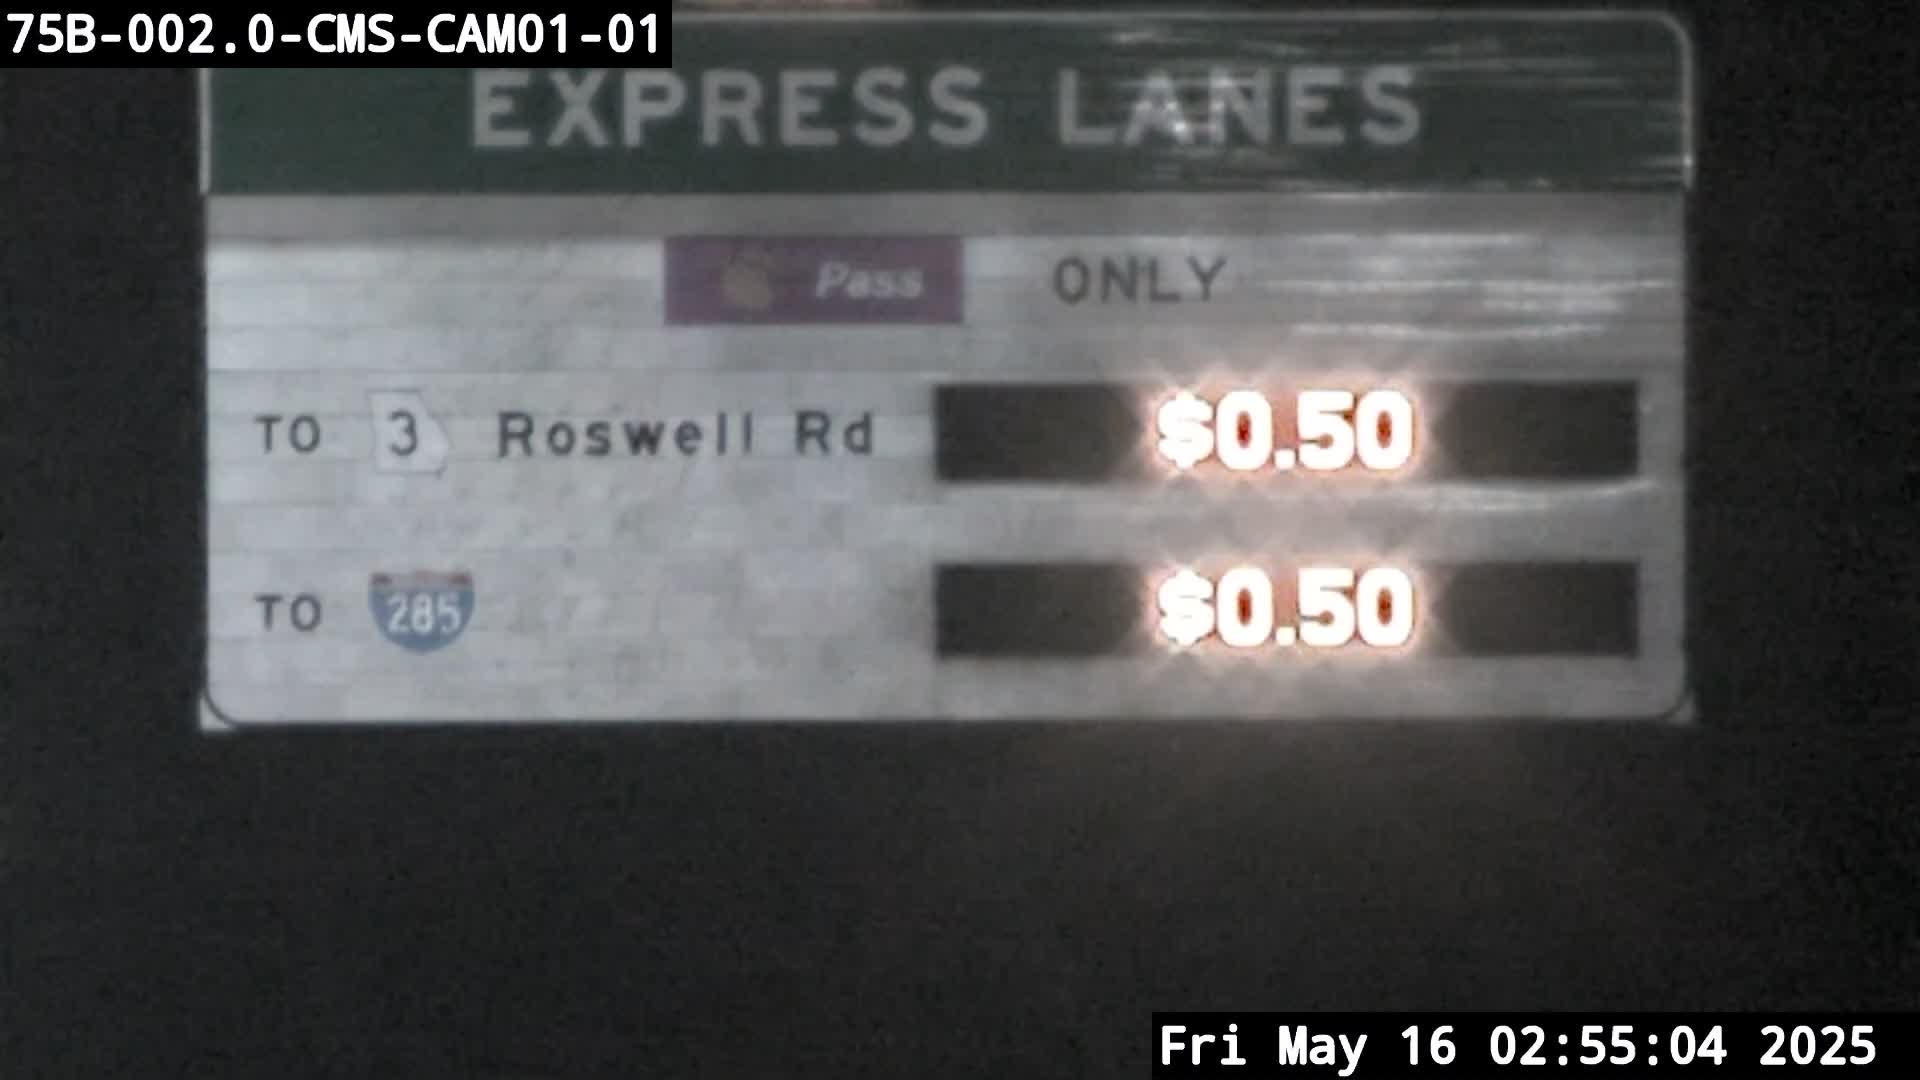 75B-002.0-CMS-CAM01-01
EXPRESS LANES
Pass ONLY
TO 3 Roswell Rd $0.50
TO 285 $0.50
Fri May 16 02:55:04 2025